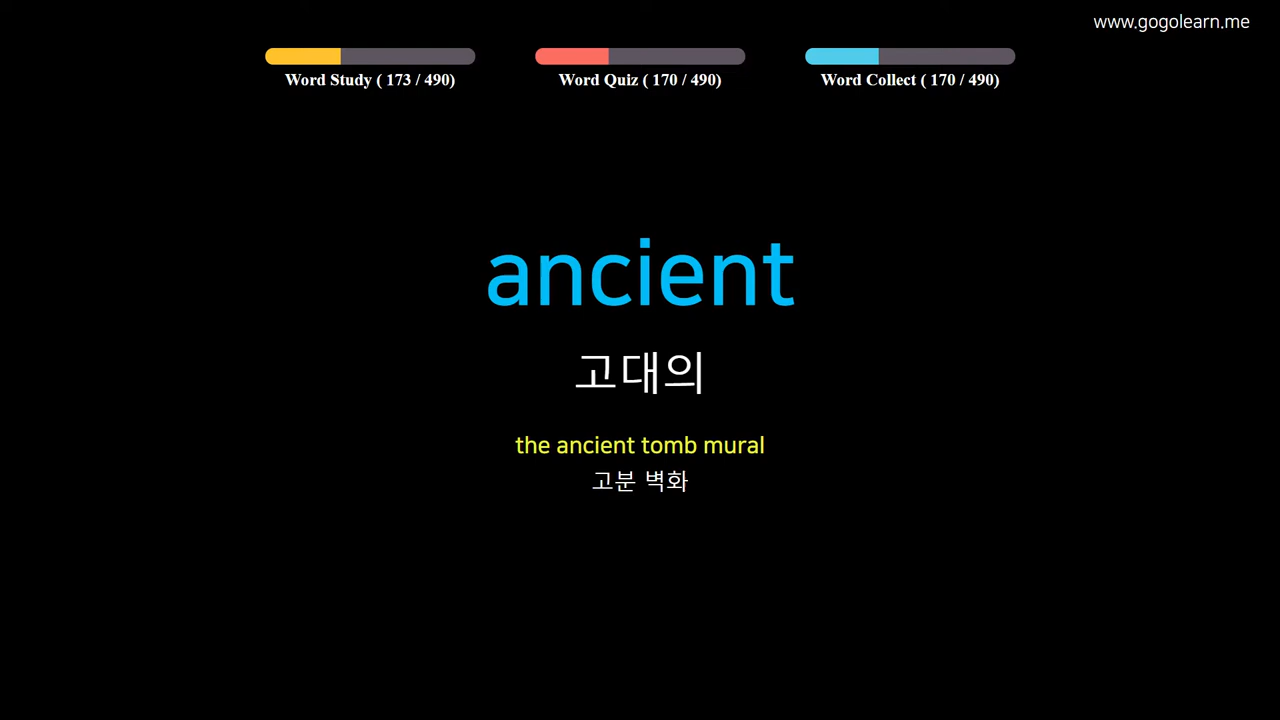 www.gogolearn.me
Word Study ( 173 / 490)
Word Quiz ( 170 / 490)
Word Collect ( 170 / 490)
ancient
고대의
the ancient tomb mural
고분 벽화